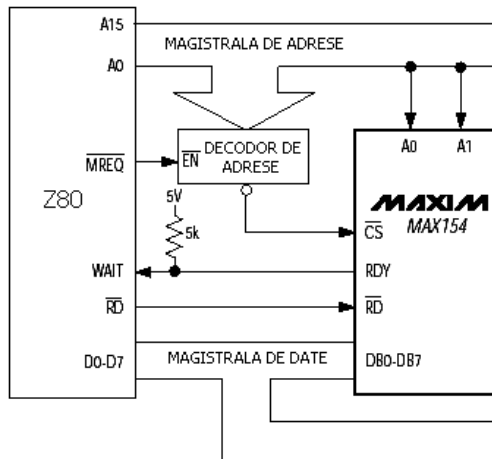 A15
MAGISTRALA DE ADRESE
A0
A0 A1
DECODOR DE
ADRESE
EN
MREQ
MAXIM
MAX154
Z80
5V
5k
CS
WAIT
RDY
RD
RD
MAGISTRALA DE DATE
D0-D7
DB0-DB7